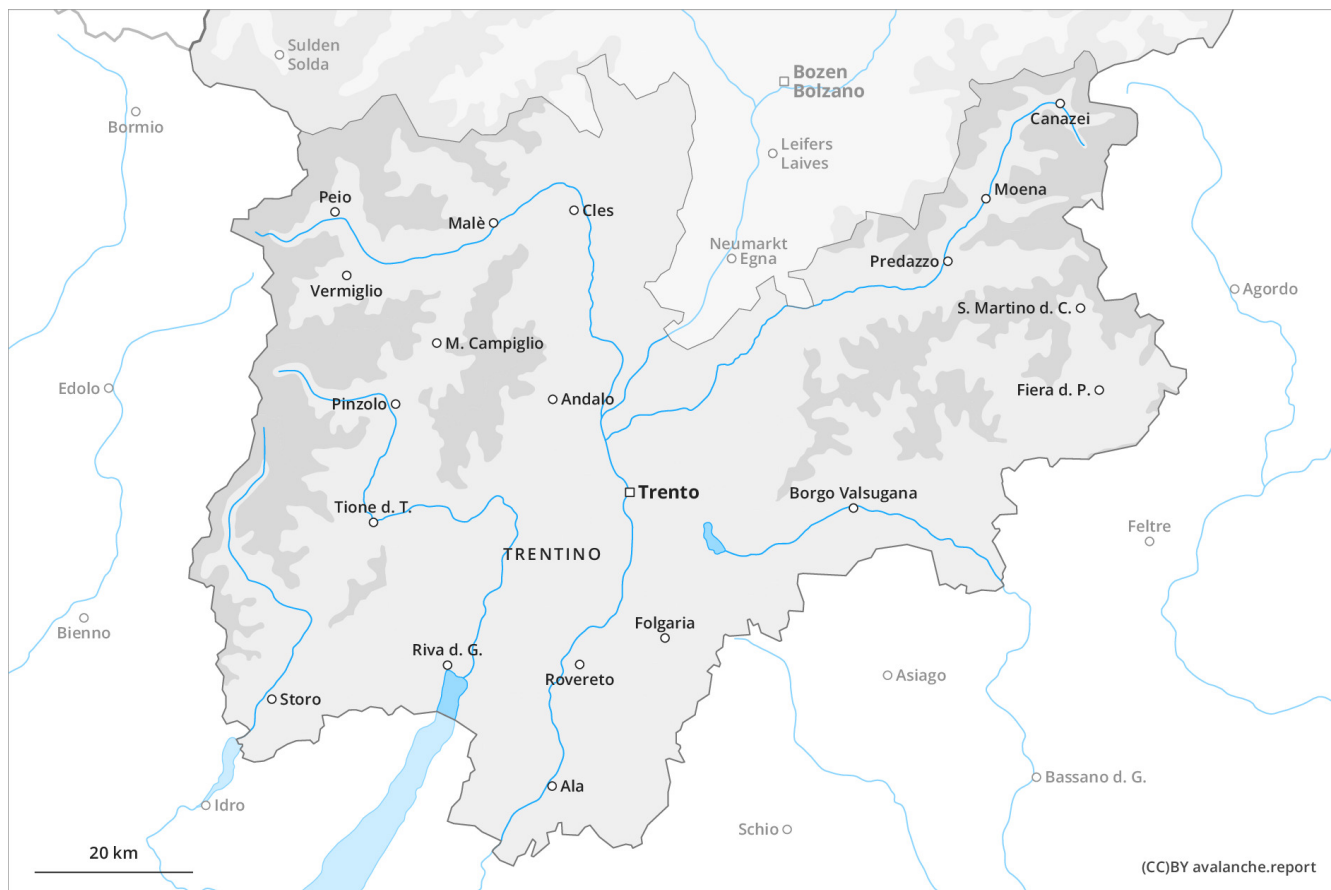 Sulden
Solda
Bozen
Bolzano
Bormio
Canazei
Leifers
Laives
Peio
Moena
Malè
Cles
Neumarkt
Egna
Predazzo
Vermiglio
Agordo
S. Martino d. C.
M. Campiglio
Edolo
Fiera d. P.
Pinzolo
Andalo
Trento
Borgo Valsugana
Tione d. T.
Feltre
TRENTINO
Bienno
Folgaria
Riva d. G.
Rovereto
Asiago
Storo
Bassano d. G.
Ala
Idro
Schio
20 km
(CC)BY avalanche.report